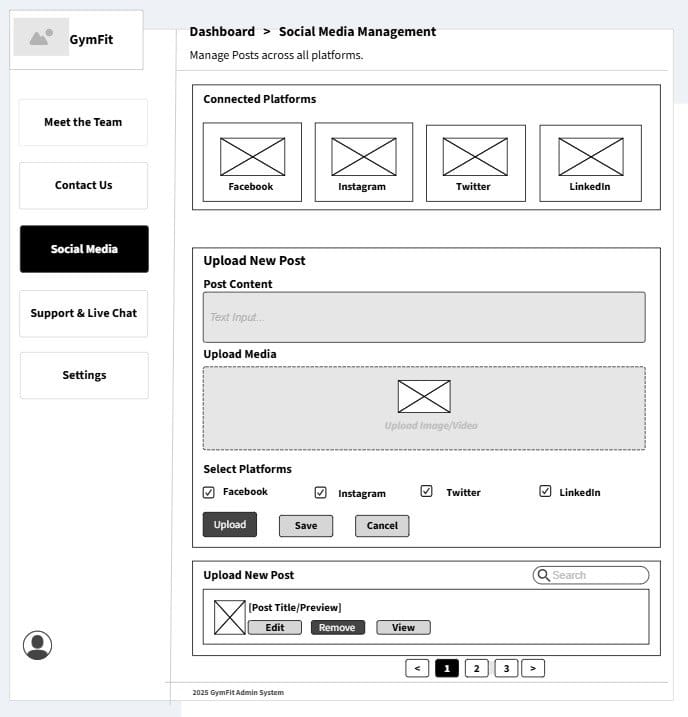 GymFit
Dashboard > Social Media Management
Manage Posts across all platforms.
Meet the Team
Contact Us
Social Media
Support & Live Chat
Settings
Connected Platforms
Facebook Instagram Twitter LinkedIn
Upload New Post
Post Content
Text Input...
Upload Media
Upload Image/Video
Select Platforms
Facebook Instagram Twitter LinkedIn
Upload Save Cancel
Upload New Post Search
[Post Title/Preview]
Edit Remove View
< 1 2 3 >
2025 GymFit Admin System